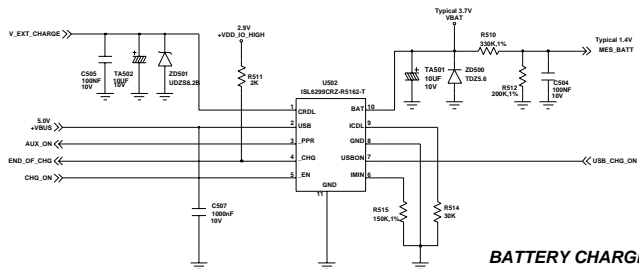 Typical 3.7V
VBAT
2.9V
+VDD_IO_HIGH
V_EXT_CHARGE
R510
330K,1%
Typical 1.4V
MES_BATT
C505
100NF
10V
TA502
10UF
10V
ZD501
UDZS8.2B
R511
2K
U502
ISL6299CRZ-R5162-T
TA501
10UF
10V
ZD500
TDZ5.6
R512
200K,1%
C504
100NF
10V
1 CRDL BAT 10
5.0V
+VBUS
2 USB ICDL 9
AUX_ON
3 _PPR GND 8
END_OF_CHG
4 _CHG USBON 7
USB_CHG_ON
CHG_ON
5 _EN IMIN 6
GND
11
C507
1000nF
10V
R515
150K,1%
R514
30K
BATTERY CHARGE